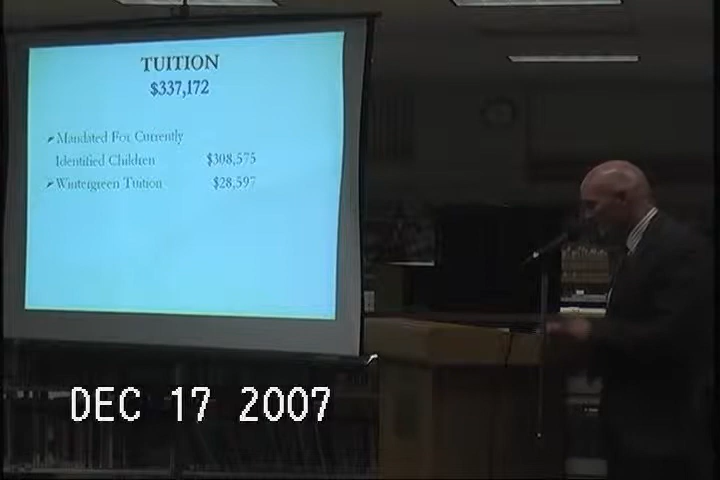 TUITION
$337,172
➢ Mandated For Currently
Identified Children $308,575
➢ Wintergreen Tuition $28,597
DEC 17 2007